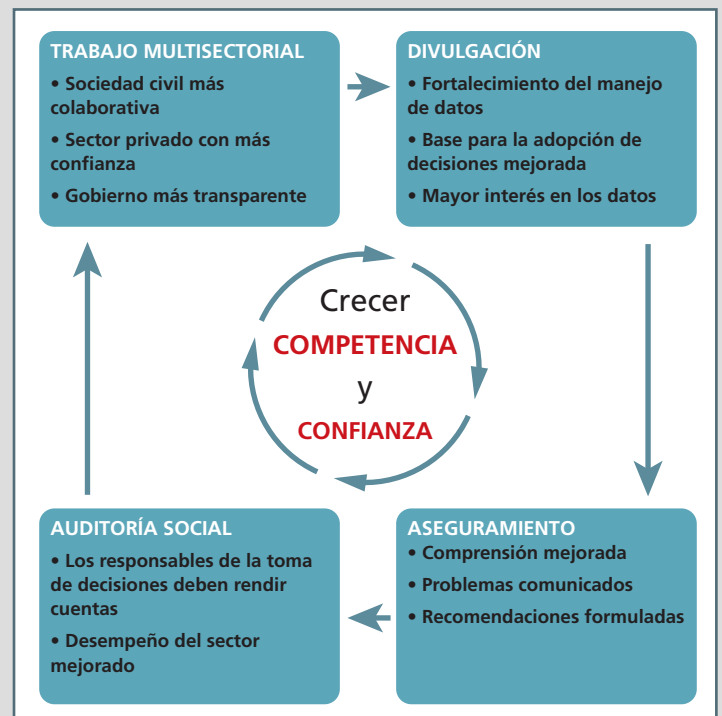 TRABAJO MULTISECTORIAL
• Sociedad civil más
colaborativa
• Sector privado con más
confianza
• Gobierno más transparente
DIVULGACIÓN
• Fortalecimiento del manejo
de datos
• Base para la adopción de
decisiones mejorada
• Mayor interés en los datos
Crecer
COMPETENCIA
y
CONFIANZA
AUDITORÍA SOCIAL
• Los responsables de la toma
de decisiones deben rendir
cuentas
• Desempeño del sector
mejorado
ASEGURAMIENTO
• Comprensión mejorada
• Problemas comunicados
• Recomendaciones formuladas